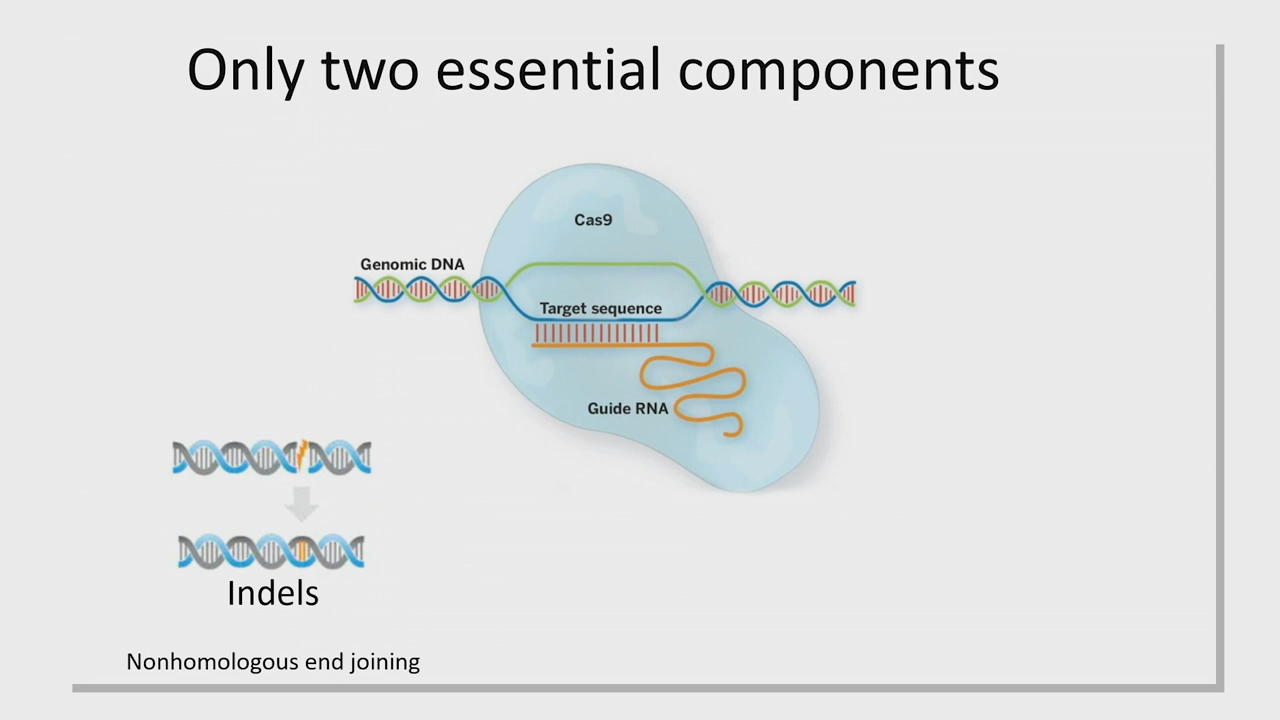 Only two essential components
Cas9
Genomic DNA
Target sequence
Guide RNA
Indels
Nonhomologous end joining